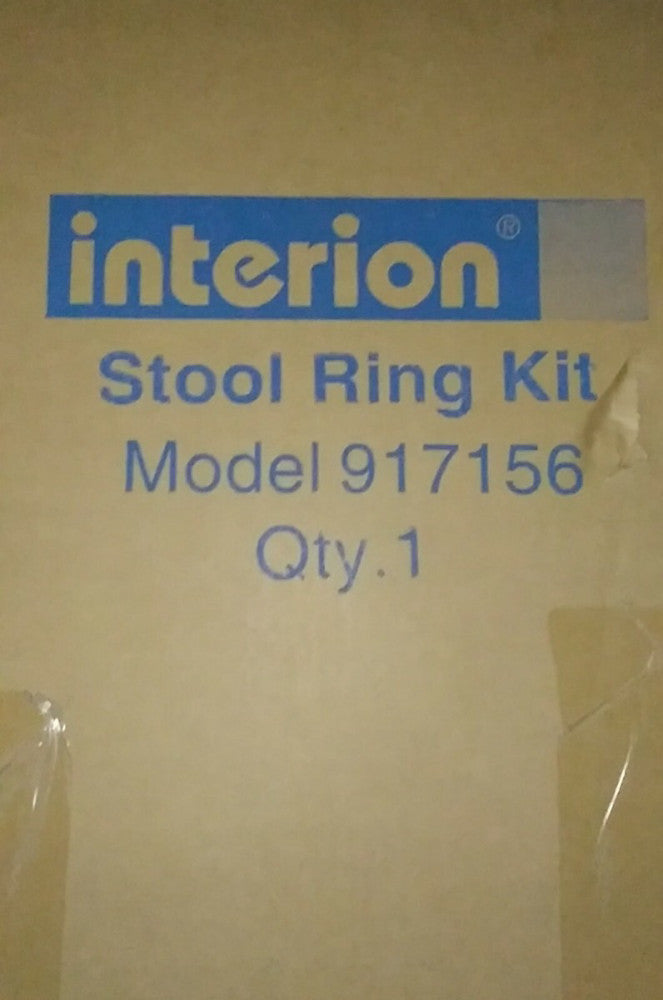 interion®
Stool Ring Kit
Model 917156
Qty.1